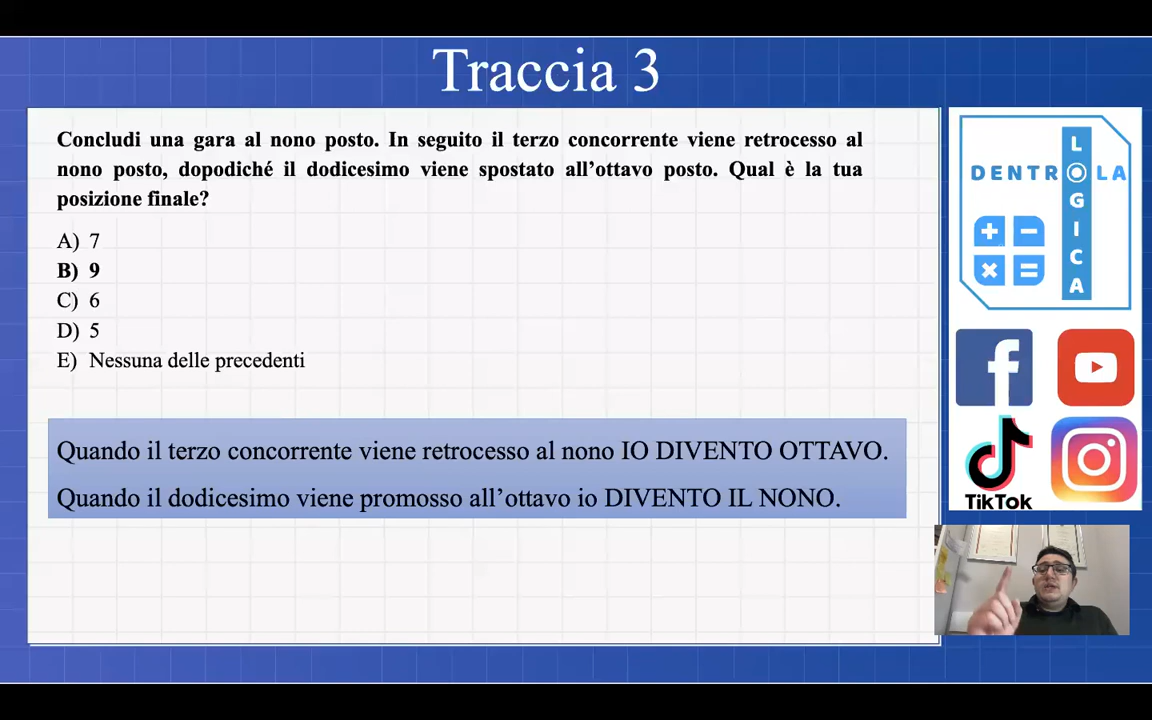 Traccia 3
Concludi una gara al nono posto. In seguito il terzo concorrente viene retrocesso al
nono posto, dopodiché il dodicesimo viene spostato all’ottavo posto. Qual è la tua
posizione finale?
A) 7
B) 9
C) 6
D) 5
E) Nessuna delle precedenti
Quando il terzo concorrente viene retrocesso al nono IO DIVENTO OTTAVO.
Quando il dodicesimo viene promosso all’ottavo io DIVENTO IL NONO.
DENTRO LA
LOGICA
TikTok